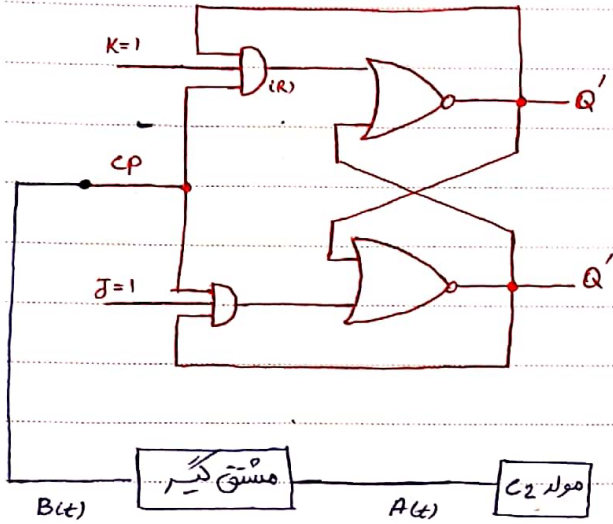 K=1
(R)
Q'
CP
J=1
Q'
مشتق گیر
مولد C2
B(t)
A(t)